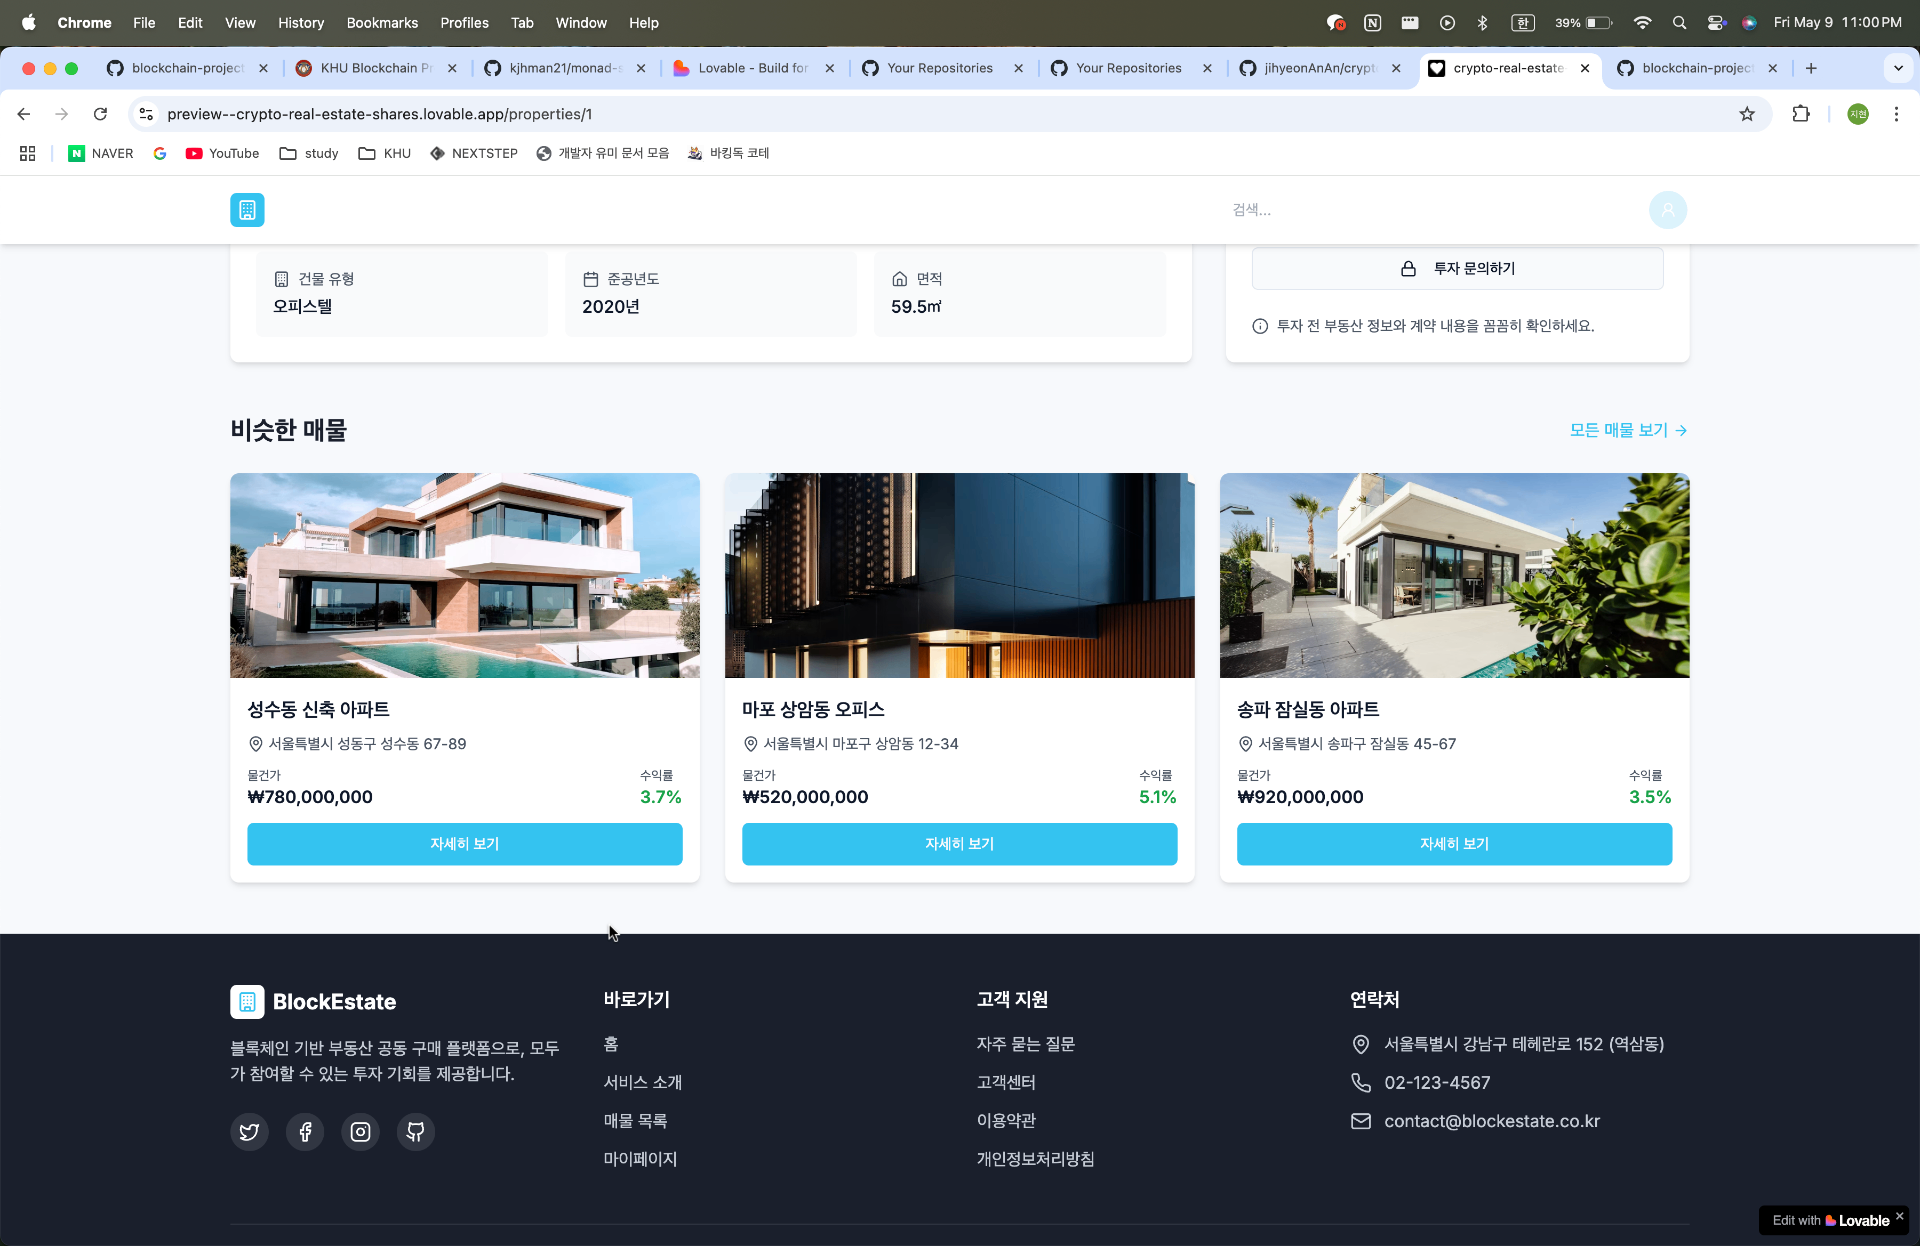 Chrome File Edit View History Bookmarks Profiles Tab Window Help 한 39% Fri May 9 11:00 PM
blockchain-project KHU Blockchain Pr kjhman21/monad-s Lovable - Build for Your Repositories Your Repositories jihyeonAnAn/crypt crypto-real-estate- blockchain-project
preview--crypto-real-estate-shares.lovable.app/properties/1 지현
NAVER YouTube study KHU NEXTSTEP 개발자 유미 문서 모음 바킹독 코테
검색...
건물 유형 준공년도 면적
오피스텔 2020년 59.5㎡
투자 문의하기
투자 전 부동산 정보와 계약 내용을 꼼꼼히 확인하세요.
비슷한 매물 모든 매물 보기 →
성수동 신축 아파트
서울특별시 성동구 성수동 67-89
물건가 수익률
₩780,000,000 3.7%
자세히 보기
마포 상암동 오피스
서울특별시 마포구 상암동 12-34
물건가 수익률
₩520,000,000 5.1%
자세히 보기
송파 잠실동 아파트
서울특별시 송파구 잠실동 45-67
물건가 수익률
₩920,000,000 3.5%
자세히 보기
BlockEstate
블록체인 기반 부동산 공동 구매 플랫폼으로, 모두
가 참여할 수 있는 투자 기회를 제공합니다.
바로가기
홈
서비스 소개
매물 목록
마이페이지
고객 지원
자주 묻는 질문
고객센터
이용약관
개인정보처리방침
연락처
서울특별시 강남구 테헤란로 152 (역삼동)
02-123-4567
contact@blockestate.co.kr
Edit with Lovable